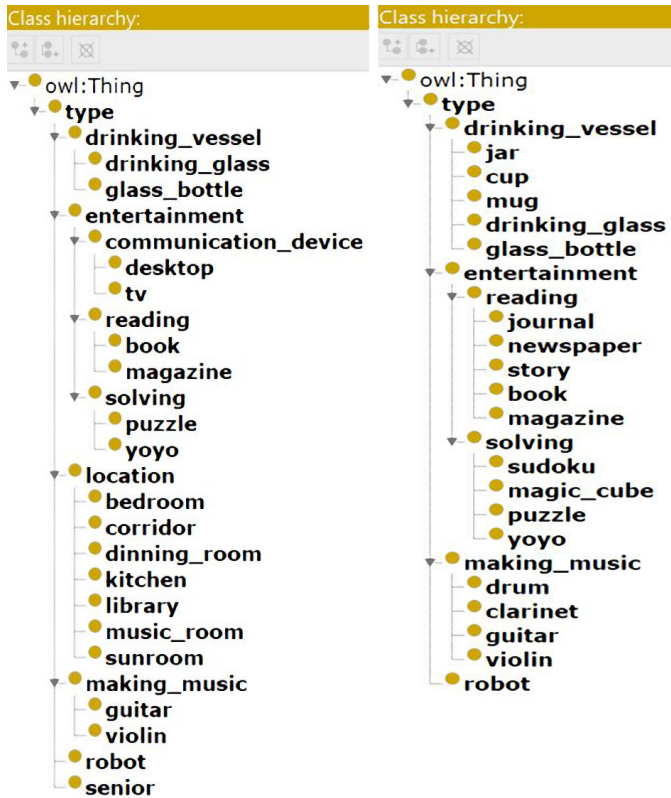 Class hierarchy:
owl:Thing
type
drinking_vessel
drinking_glass
glass_bottle
entertainment
communication_device
desktop
tv
reading
book
magazine
solving
puzzle
yoyo
location
bedroom
corridor
dinning_room
kitchen
library
music_room
sunroom
making_music
guitar
violin
robot
senior
Class hierarchy:
owl:Thing
type
drinking_vessel
jar
cup
mug
drinking_glass
glass_bottle
entertainment
reading
journal
newspaper
story
book
magazine
solving
sudoku
magic_cube
puzzle
yoyo
making_music
drum
clarinet
guitar
violin
robot